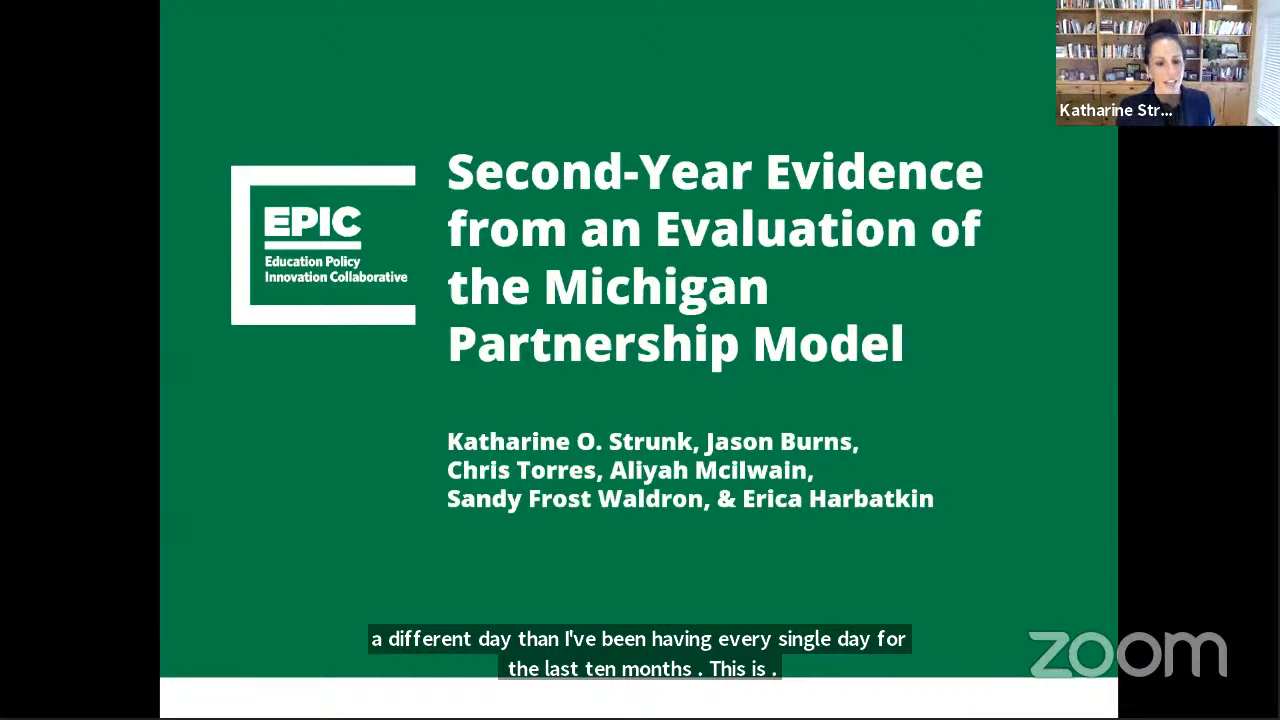 Katharine Str...
Second-Year Evidence
from an Evaluation of
the Michigan
Partnership Model
EPIC
Education Policy
Innovation Collaborative
Katharine O. Strunk, Jason Burns,
Chris Torres, Aliyah Mcilwain,
Sandy Frost Waldron, & Erica Harbatkin
a different day than I've been having every single day for
the last ten months . This is .
zoom